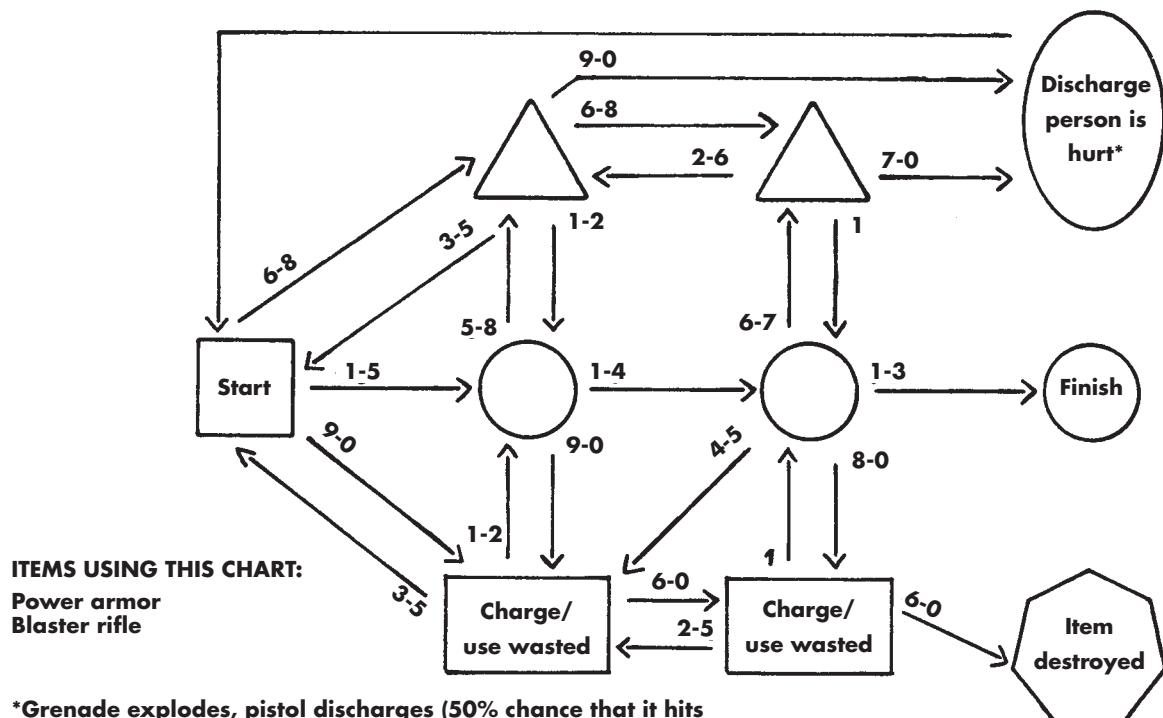 9-0
Discharge
person is
hurt*
6-8
2-6
7-0
1-2
1
3-5
6-8
5-8
6-7
Start
1-5
1-4
1-3
Finish
9-0
9-0
4-5
8-0
1-2
1
ITEMS USING THIS CHART:
Power armor
Blaster rifle
3-5
Charge/
use wasted
6-0
2-5
Charge/
use wasted
6-0
Item
destroyed
*Grenade explodes, pistol discharges (50% chance that it hits